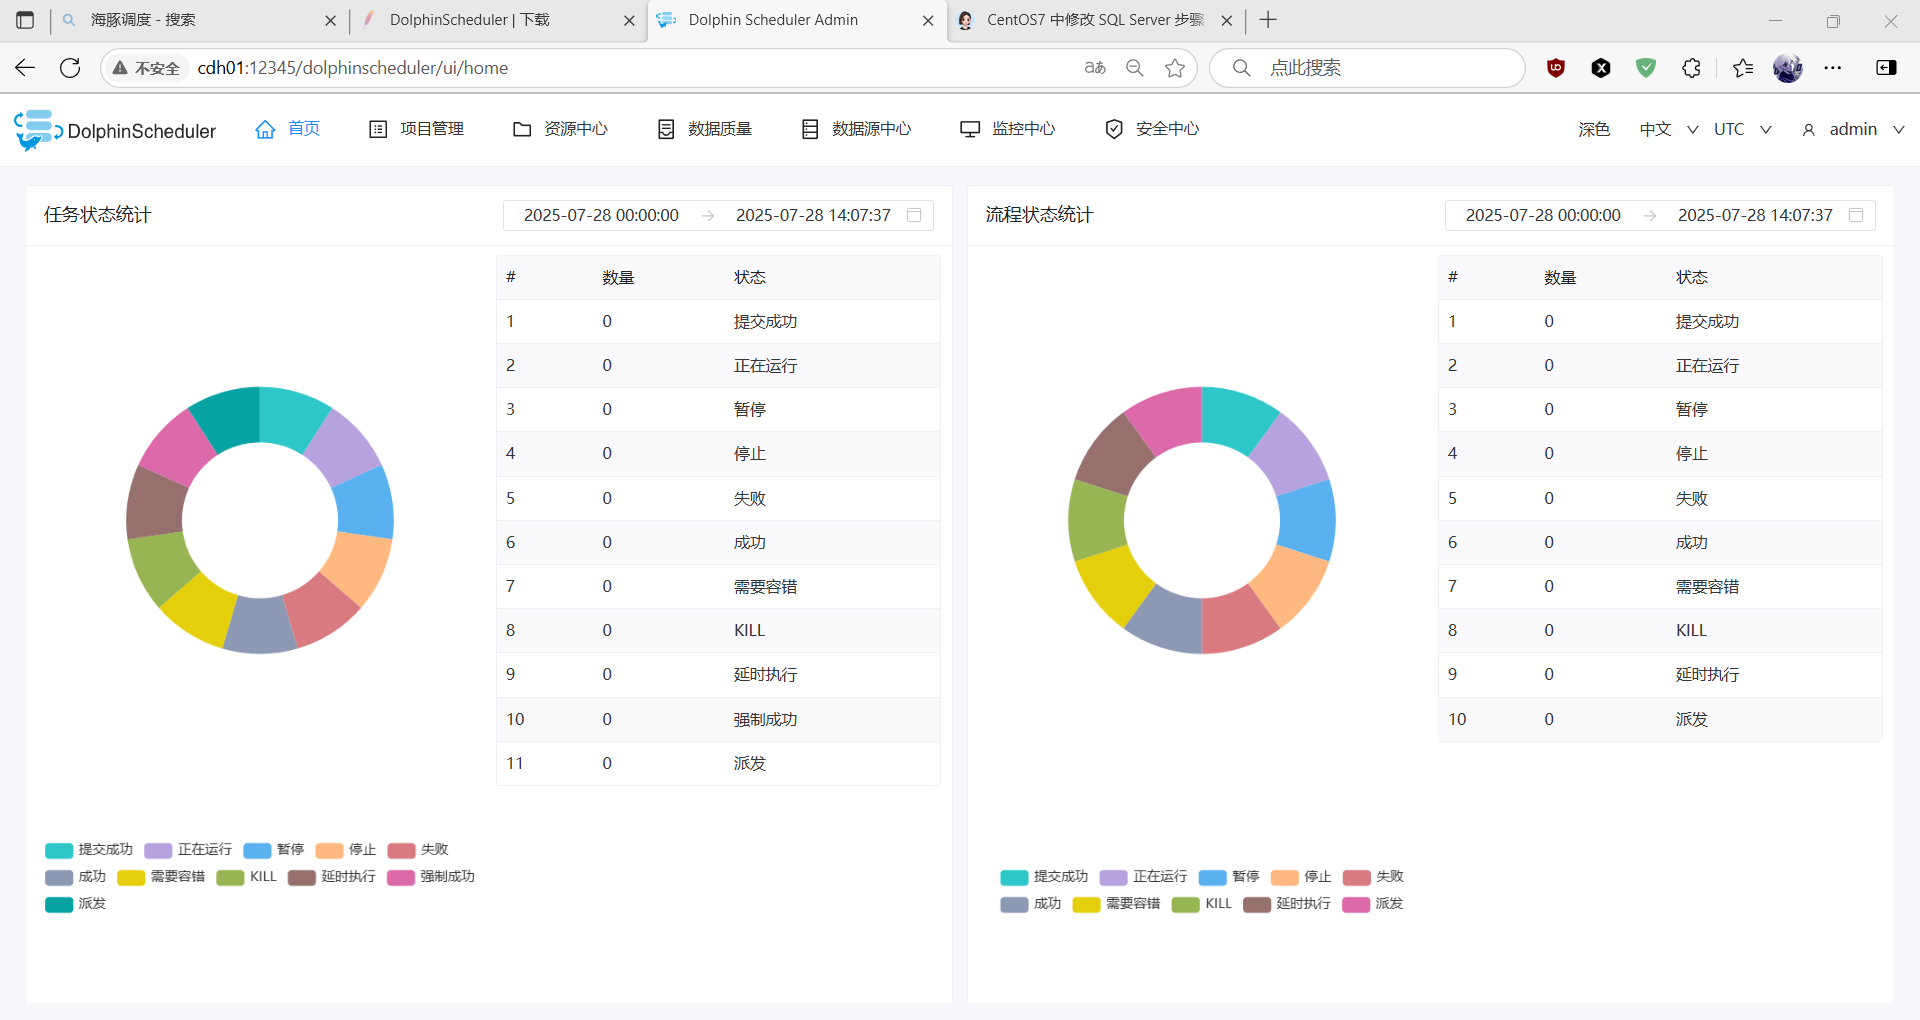 海豚调度 - 搜索
DolphinScheduler | 下载
Dolphin Scheduler Admin
CentOS7 中修改 SQL Server 步骤
不安全
cdh01:12345/dolphinscheduler/ui/home
aあ
点此搜索
DolphinScheduler
首页
项目管理
资源中心
数据质量
数据源中心
监控中心
安全中心
深色
中文
UTC
admin
任务状态统计
2025-07-28 00:00:00 → 2025-07-28 14:07:37
# 数量 状态
1 0 提交成功
2 0 正在运行
3 0 暂停
4 0 停止
5 0 失败
6 0 成功
7 0 需要容错
8 0 KILL
9 0 延时执行
10 0 强制成功
11 0 派发
提交成功 正在运行 暂停 停止 失败
成功 需要容错 KILL 延时执行 强制成功
派发
流程状态统计
2025-07-28 00:00:00 → 2025-07-28 14:07:37
# 数量 状态
1 0 提交成功
2 0 正在运行
3 0 暂停
4 0 停止
5 0 失败
6 0 成功
7 0 需要容错
8 0 KILL
9 0 延时执行
10 0 派发
提交成功 正在运行 暂停 停止 失败
成功 需要容错 KILL 延时执行 派发